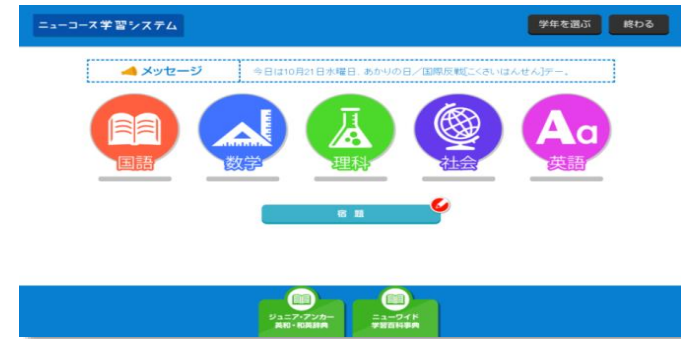 ニューコース学習システム
学年を選ぶ
終わる
メッセージ
今日は10月21日水曜日。あかりの日／国際反戦[こくさいはんせん]デー。
国語
数学
理科
社会
Aa
英語
宿題
ジュニア・アンカー
英和・和英辞典
ニューワイド
学習百科事典